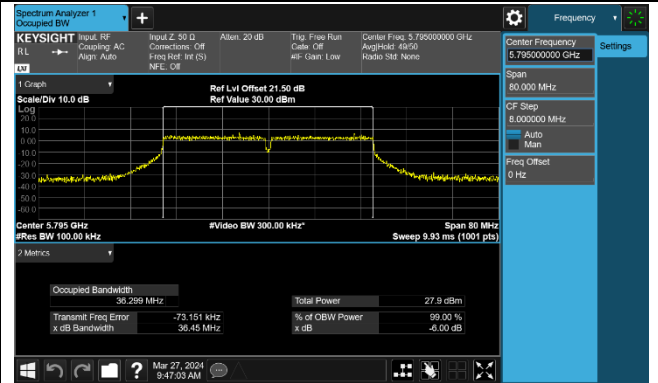 Spectrum Analyzer 1
Occupied BW
Frequency
KEYSIGHT
RL
LXI
Input: RF
Coupling: AC
Align: Auto
Input Z: 50 Ω
Corrections: Off
Freq Ref: Int (S)
NFE: Off
Atten: 20 dB
Trig: Free Run
Gate: Off
#IF Gain: Low
Center Freq: 5.795000000 GHz
Avg|Hold: 49/50
Radio Std: None
Center Frequency
5.795000000 GHz
Settings
Span
80.000 MHz
CF Step
8.000000 MHz
Auto
Man
Freq Offset
0 Hz
1 Graph
Scale/Div 10.0 dB
Ref Lvl Offset 21.50 dB
Ref Value 30.00 dBm
Log
20.0
10.0
0.00
-10.0
-20.0
-30.0
-40.0
-50.0
-60.0
Center 5.795 GHz
#Res BW 100.00 kHz
#Video BW 300.00 kHz*
Span 80 MHz
Sweep 9.93 ms (1001 pts)
2 Metrics
Occupied Bandwidth
36.299 MHz
Transmit Freq Error -73.151 kHz
x dB Bandwidth 36.45 MHz
Total Power 27.9 dBm
% of OBW Power 99.00 %
x dB -6.00 dB
Mar 27, 2024
9:47:03 AM